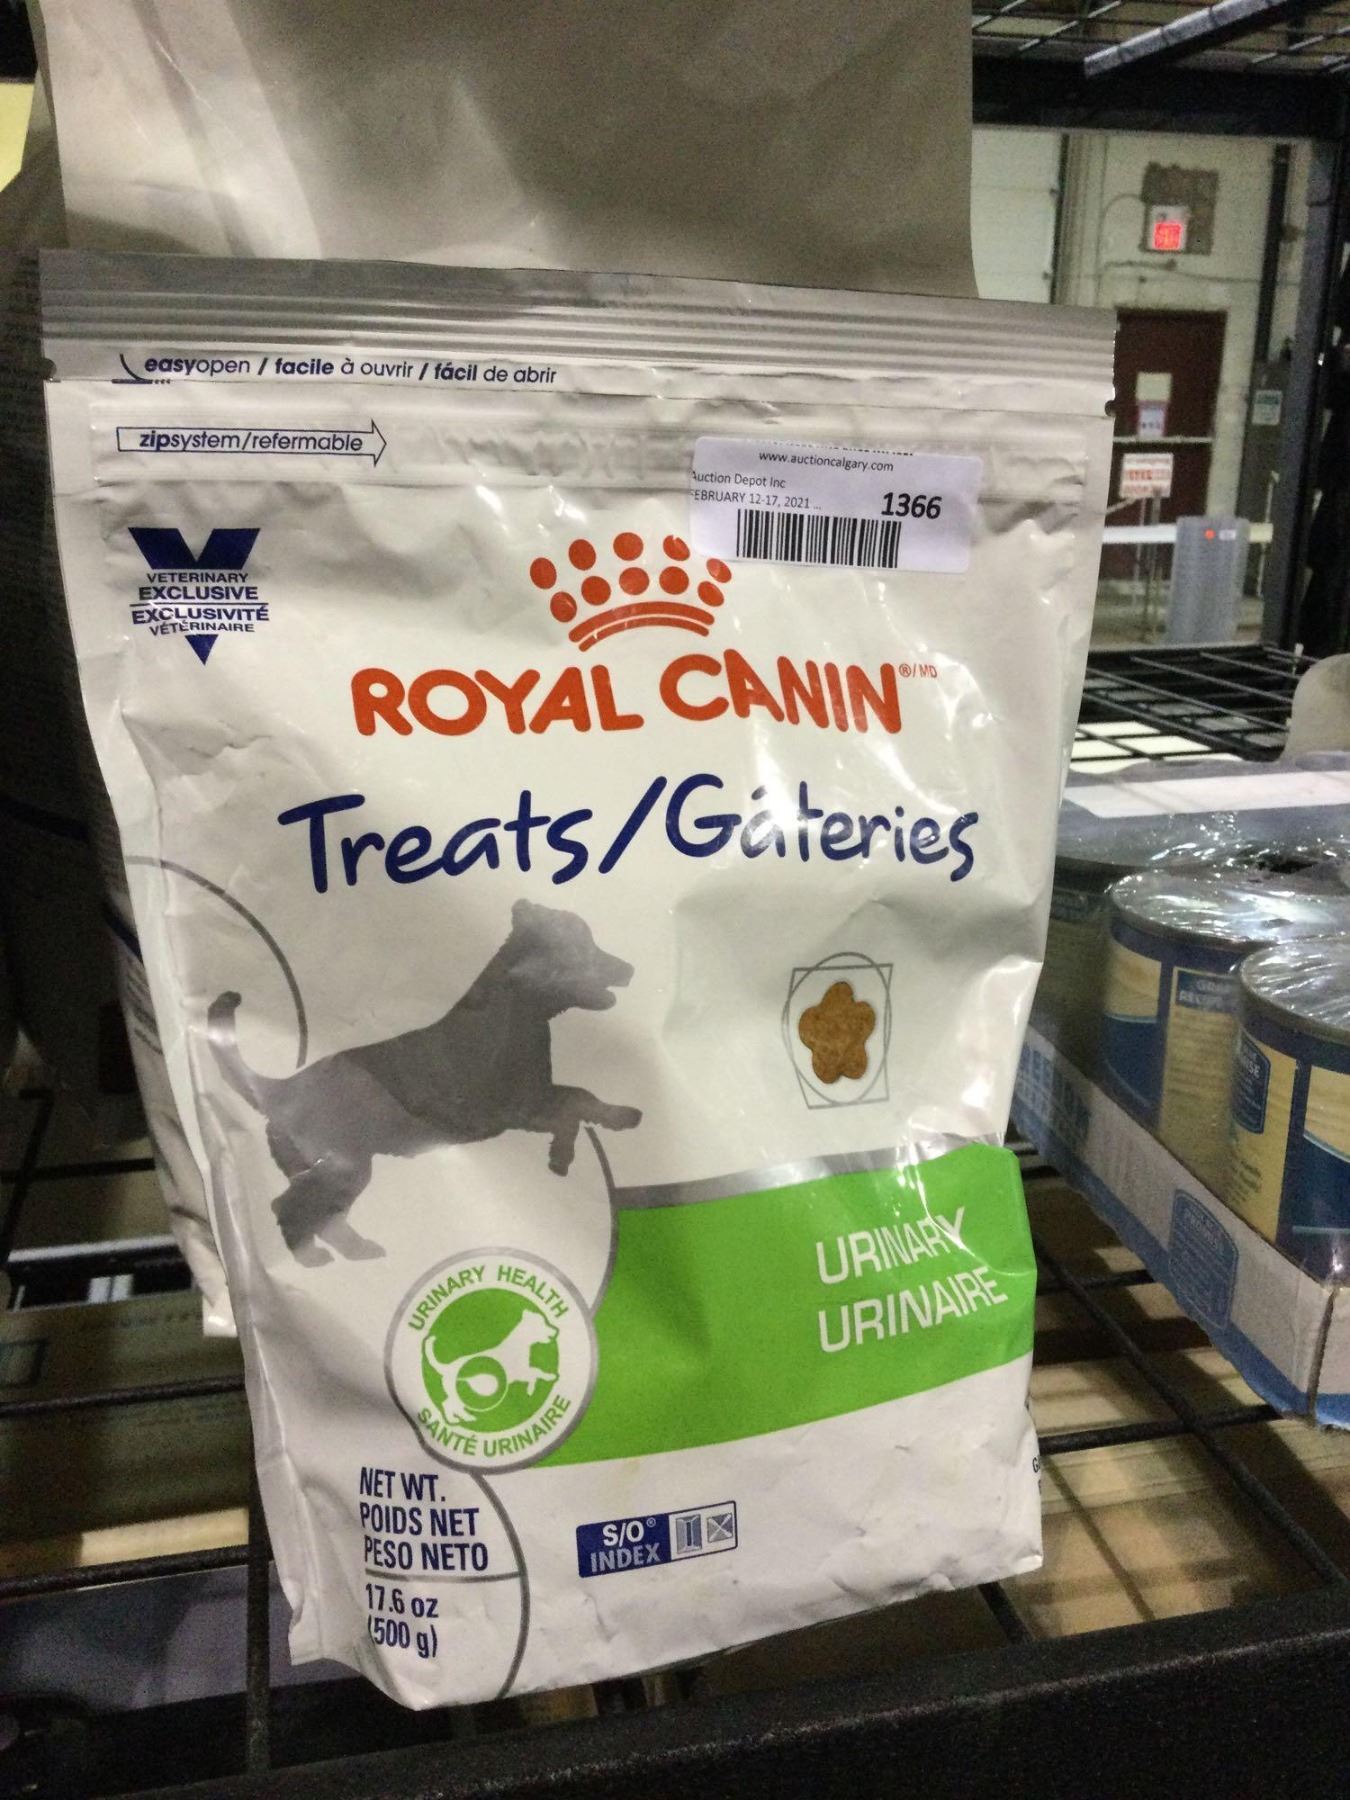 easyopen / facile à ouvrir / fácil de abrir
zipsystem/refermable
www.auctioncalgary.com
Auction Depot Inc
FEBRUARY 12-17, 2021 ...
1366
VETERINARY
EXCLUSIVE
EXCLUSIVITÉ
VÉTÉRINAIRE
ROYAL CANIN ®/MD
Treats/Gâteries
URINARY
URINAIRE
URINARY HEALTH
SANTÉ URINAIRE
NET WT.
POIDS NET
PESO NETO
17.6 oz
(500 g)
S/O®
INDEX